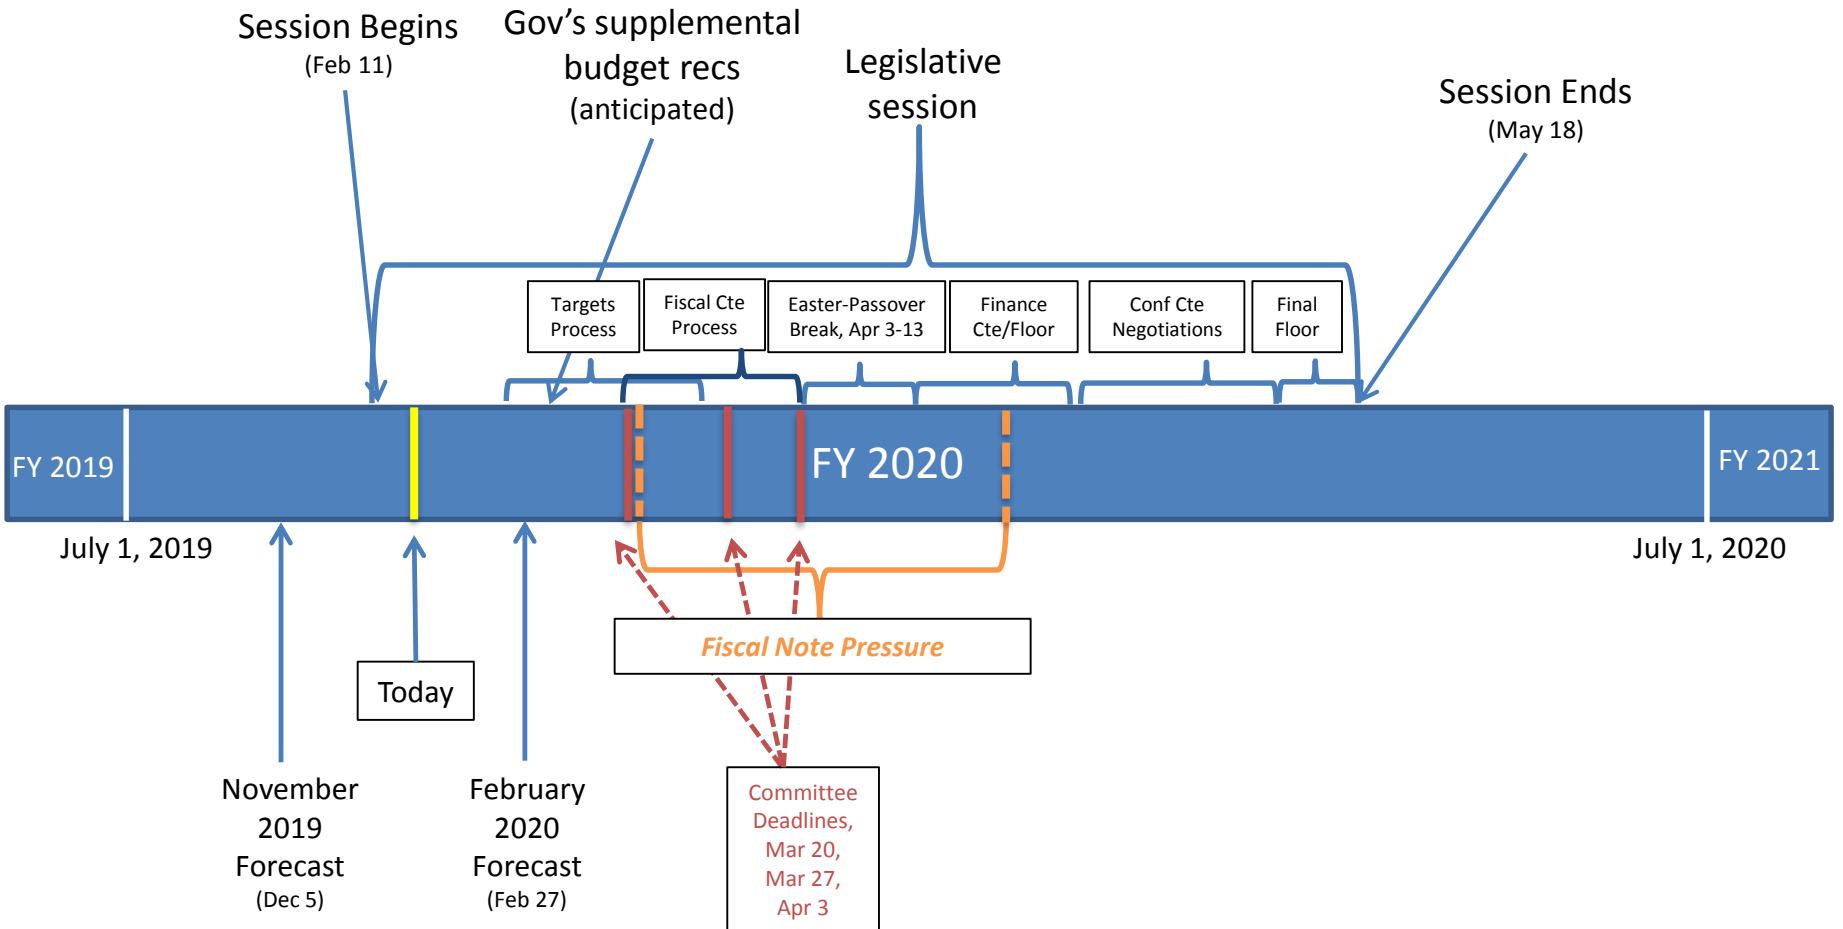 Session Begins
(Feb 11)
Gov's supplemental
budget recs
(anticipated)
Legislative
session
Session Ends
(May 18)
Targets
Process
Fiscal Cte
Process
Easter-Passover
Break, Apr 3-13
Finance
Cte/Floor
Conf Cte
Negotiations
Final
Floor
FY 2019
FY 2020
FY 2021
July 1, 2019
July 1, 2020
Fiscal Note Pressure
Today
November
2019
Forecast
(Dec 5)
February
2020
Forecast
(Feb 27)
Committee
Deadlines,
Mar 20,
Mar 27,
Apr 3